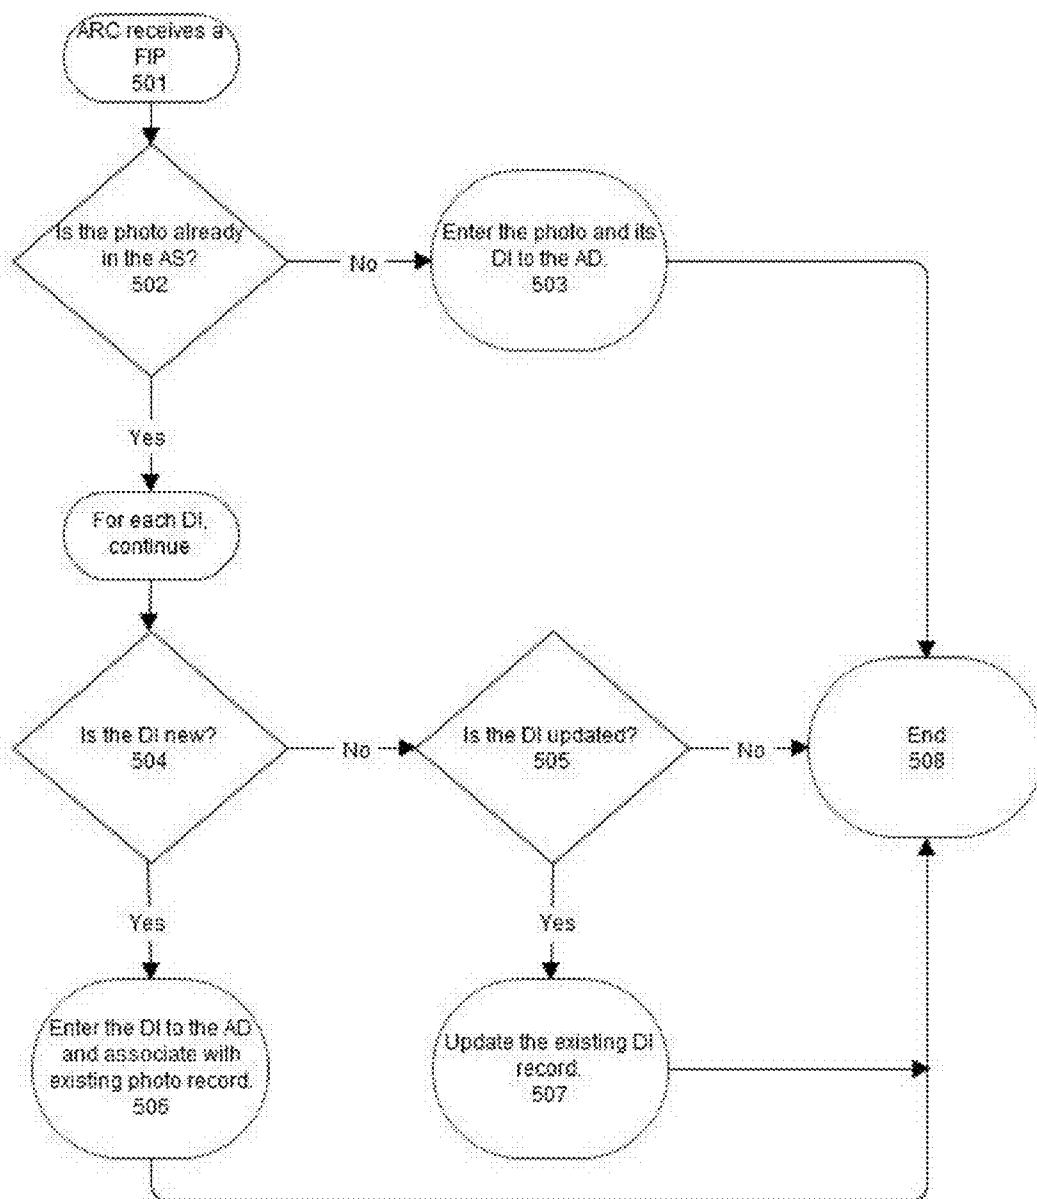 ARC receives a
FIP
501
Is the photo already
in the AS?
502
No
Enter the photo and its
DI to the AD.
503
Yes
For each DI,
continue
Is the DI new?
504
No
Is the DI updated?
505
No
End
508
Yes
Yes
Enter the DI to the AD
and associate with
existing photo record.
506
Update the existing DI
record.
507